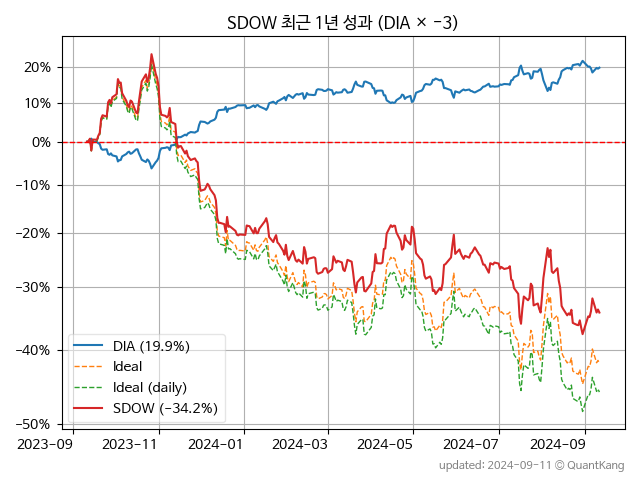 SDOW 최근 1년 성과 (DIA × −3)
20%
10%
0%
−10%
−20%
−30%
−40%
−50%
DIA (19.9%)
Ideal
Ideal (daily)
SDOW (−34.2%)
2023-09
2023-11
2024-01
2024-03
2024-05
2024-07
2024-09
updated: 2024-09-11 © QuantKang